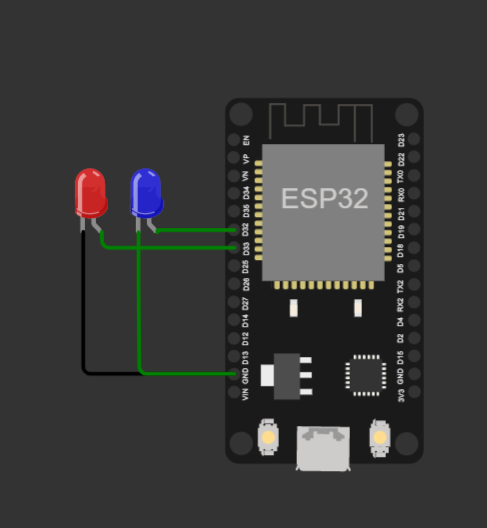 EN
VP
VN
D34
D35
D32
D33
D25
D26
D27
D14
D12
D13
GND
VIN
ESP32
D23
D22
TX0
RX0
D21
D19
D18
D5
TX2
RX2
D4
D2
D15
GND
3V3